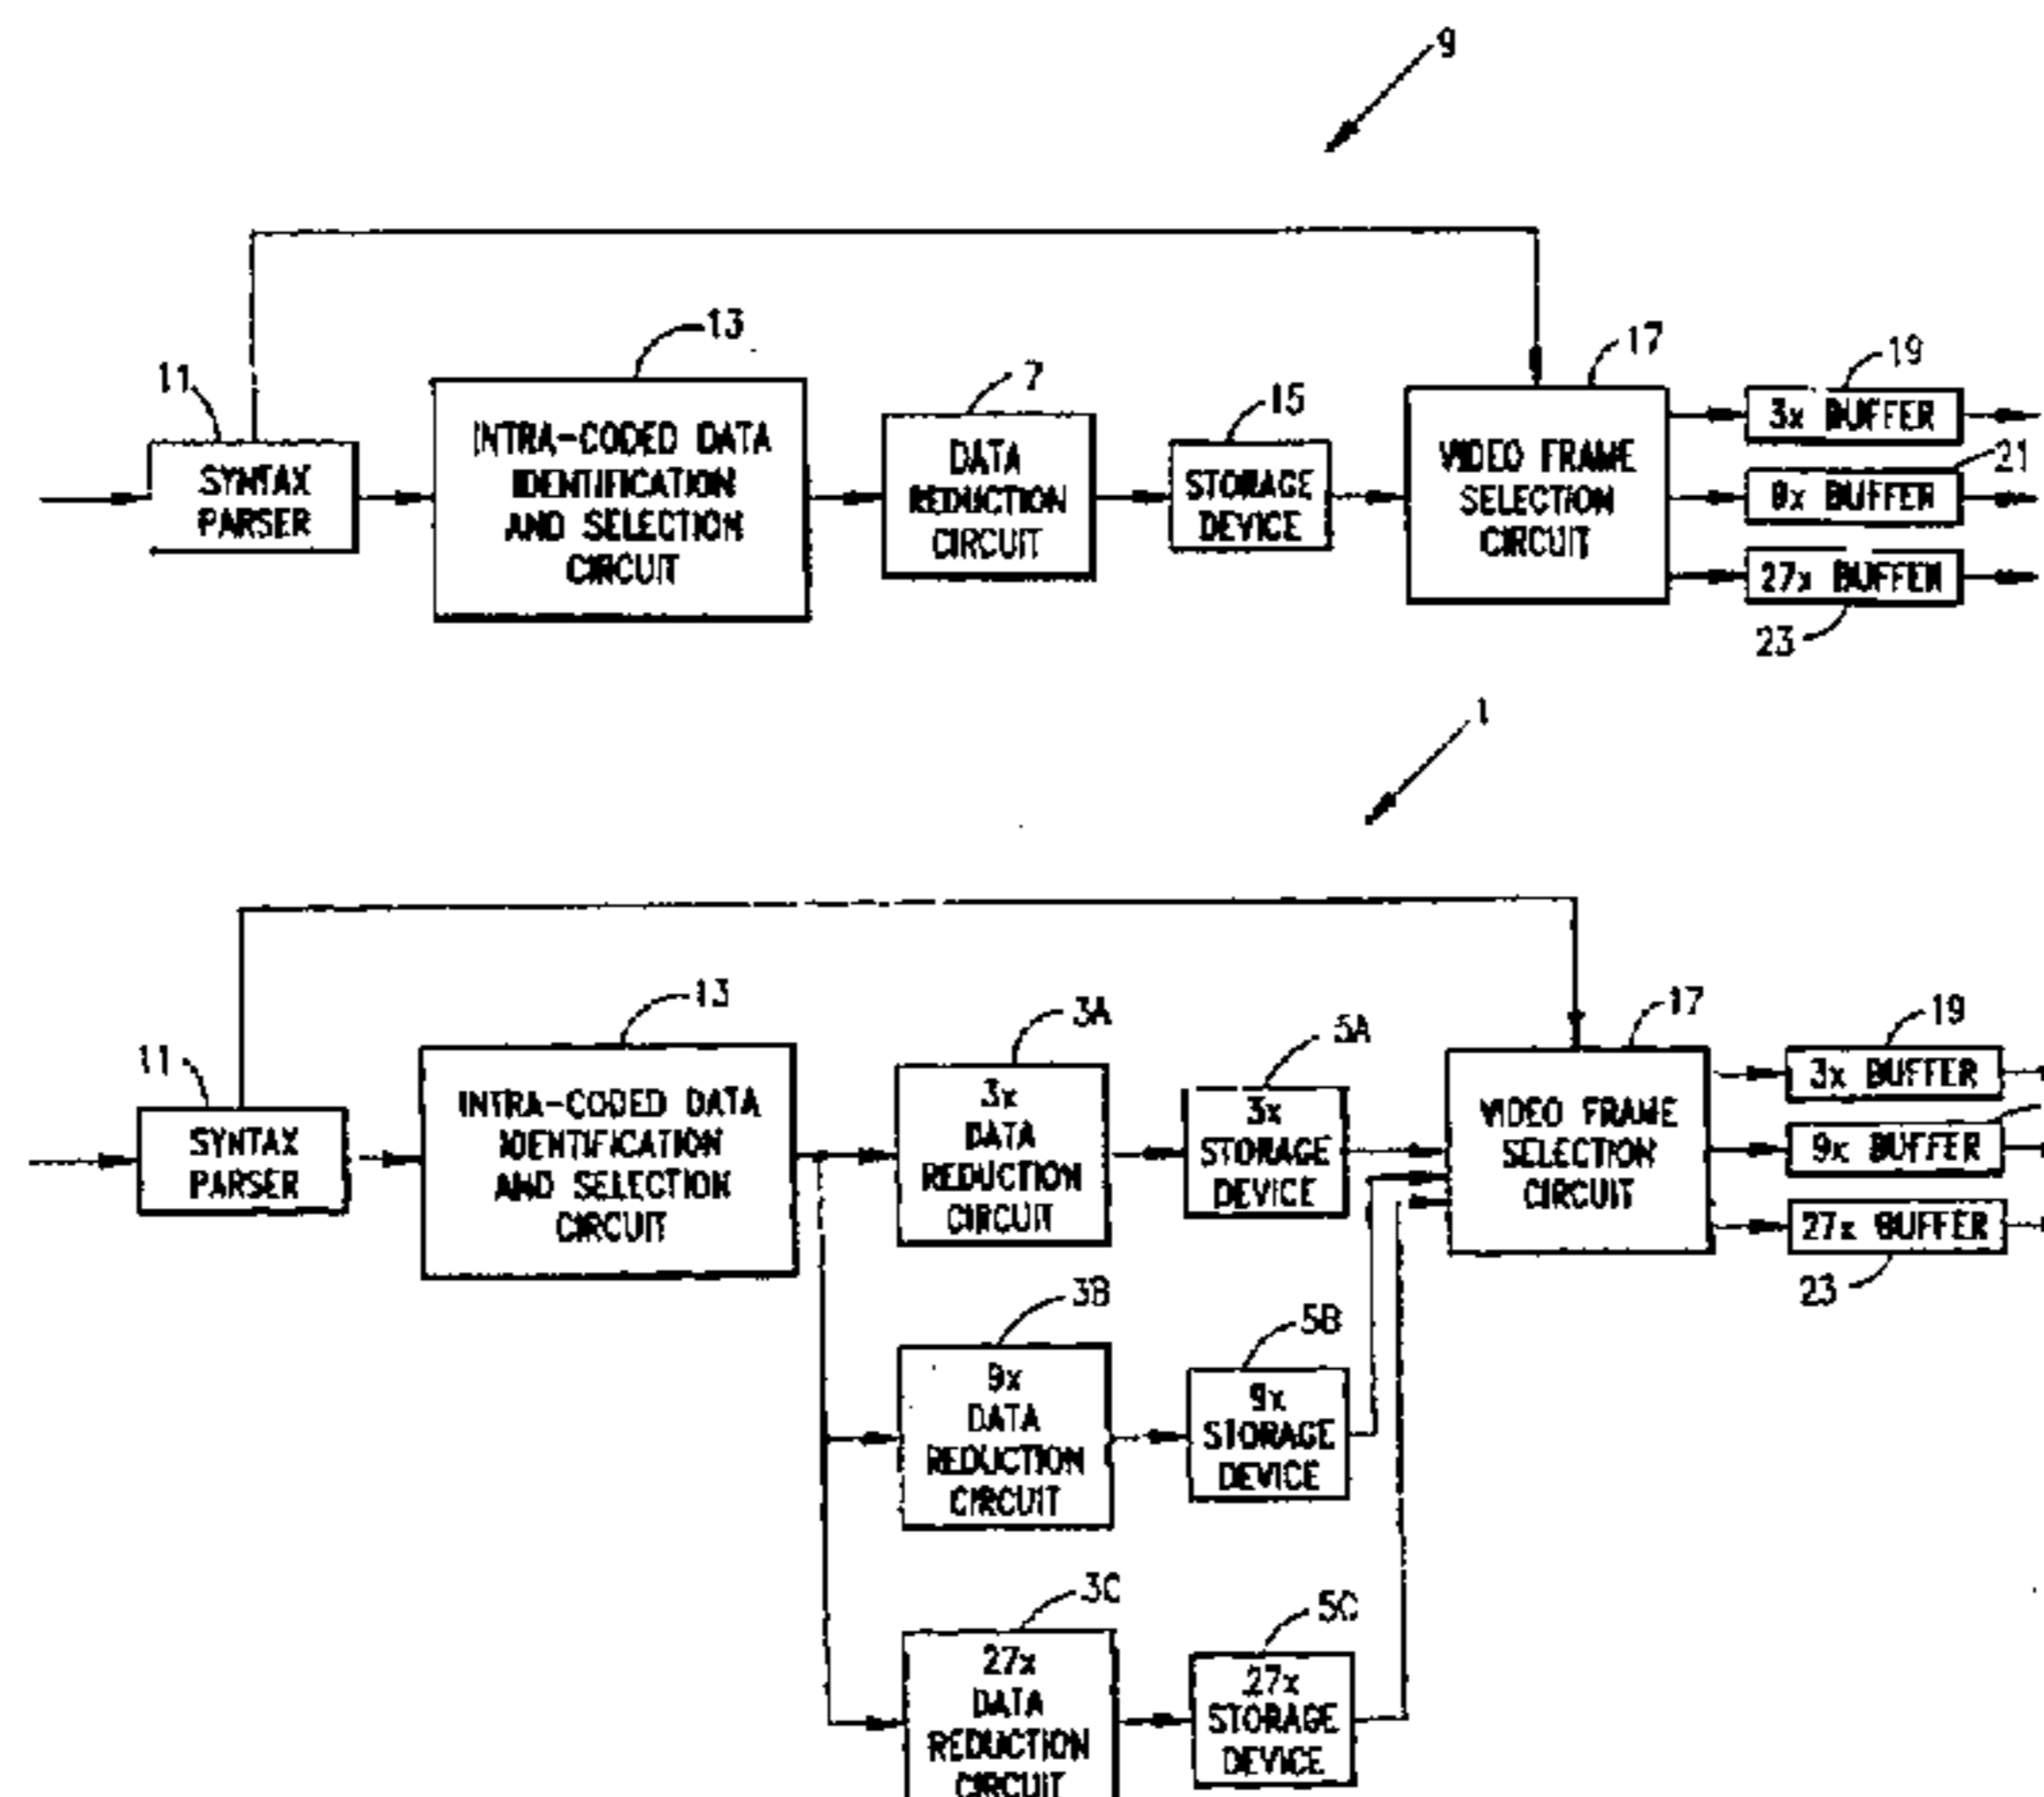 9
13
17
19
11
7
15
3x BUFFER
21
INTRA-CODED DATA
IDENTIFICATION
AND SELECTION
CIRCUIT
SYNTAX
PARSER
DATA
REDUCTION
CIRCUIT
STORAGE
DEVICE
VIDEO FRAME
SELECTION
CIRCUIT
9x BUFFER
27x BUFFER
23
1
13
3A
5A
17
19
11
SYNTAX
PARSER
INTRA-CODED DATA
IDENTIFICATION
AND SELECTION
CIRCUIT
3x
DATA
REDUCTION
CIRCUIT
3x
STORAGE
DEVICE
VIDEO FRAME
SELECTION
CIRCUIT
3x BUFFER
9x BUFFER
27x BUFFER
23
3B
5B
9x
DATA
REDUCTION
CIRCUIT
9x
STORAGE
DEVICE
3C
5C
27x
DATA
REDUCTION
CIRCUIT
27x
STORAGE
DEVICE